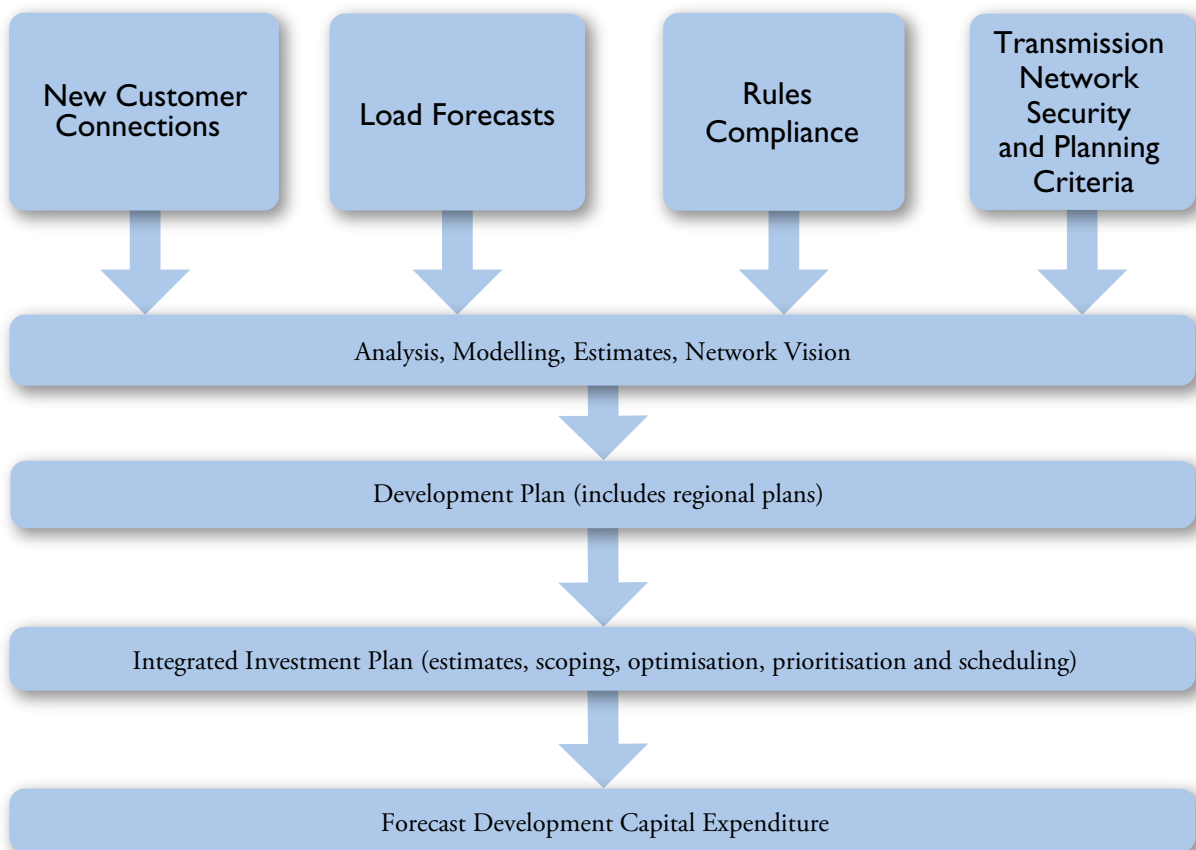 New Customer
Connections
Load Forecasts
Rules
Compliance
Transmission
Network
Security
and Planning
Criteria
Analysis, Modelling, Estimates, Network Vision
Development Plan (includes regional plans)
Integrated Investment Plan (estimates, scoping, optimisation, prioritisation and scheduling)
Forecast Development Capital Expenditure